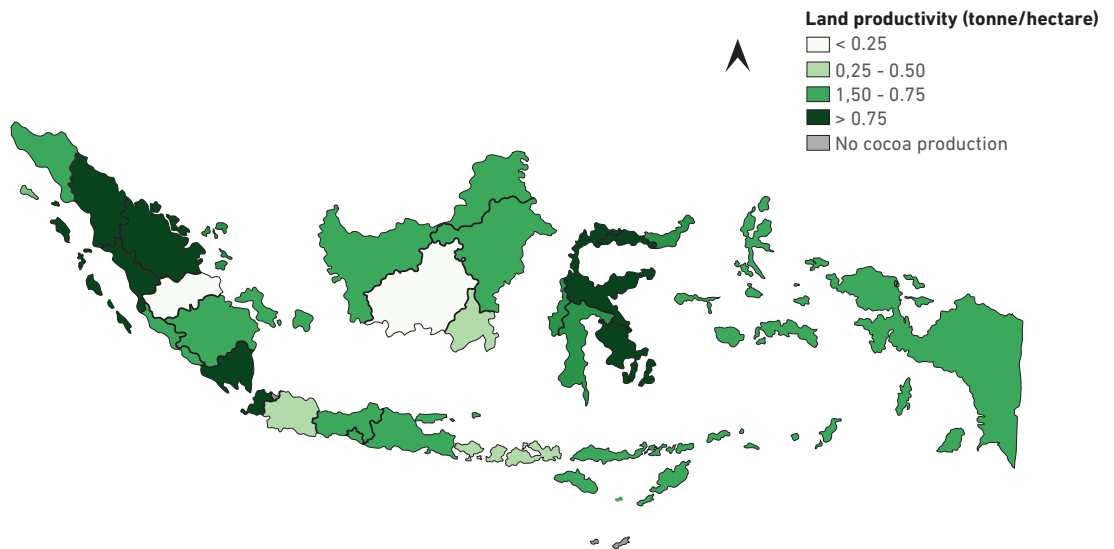 Land productivity (tonne/hectare)
< 0.25
0,25 - 0.50
1,50 - 0.75
> 0.75
No cocoa production